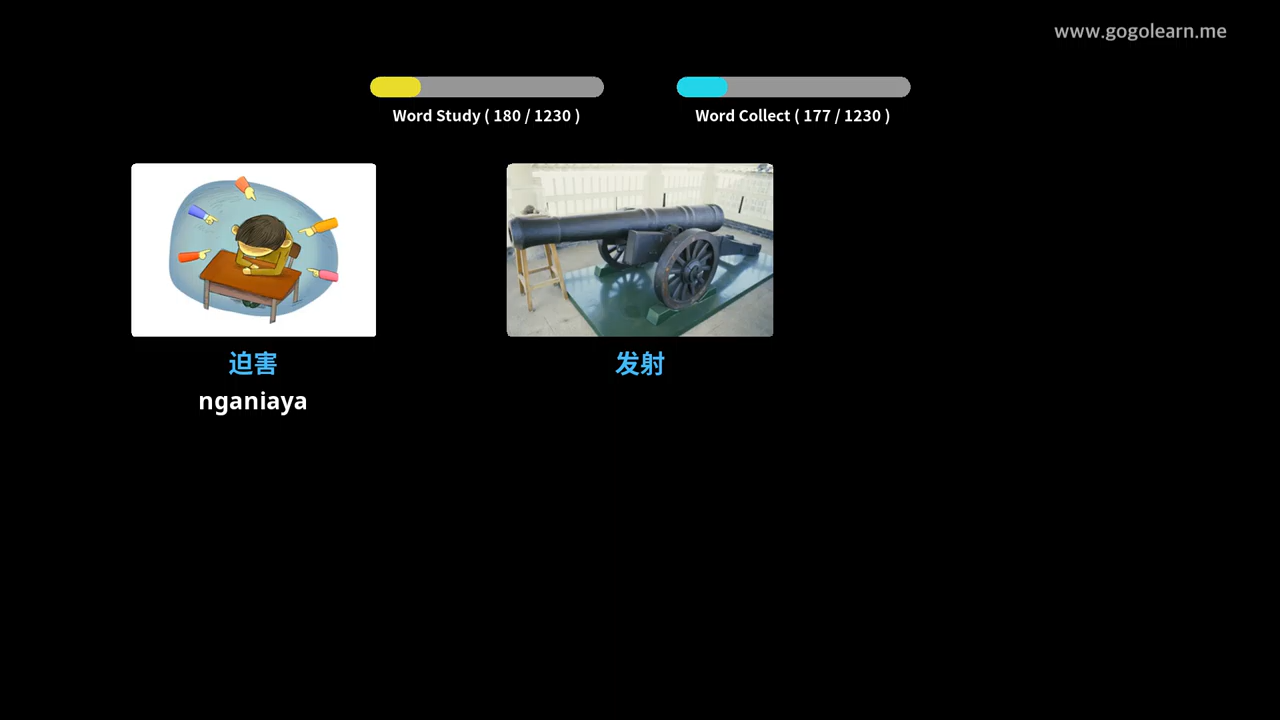 www.gogolearn.me
Word Study ( 180 / 1230 )
Word Collect ( 177 / 1230 )
迫害
nganiaya
发射